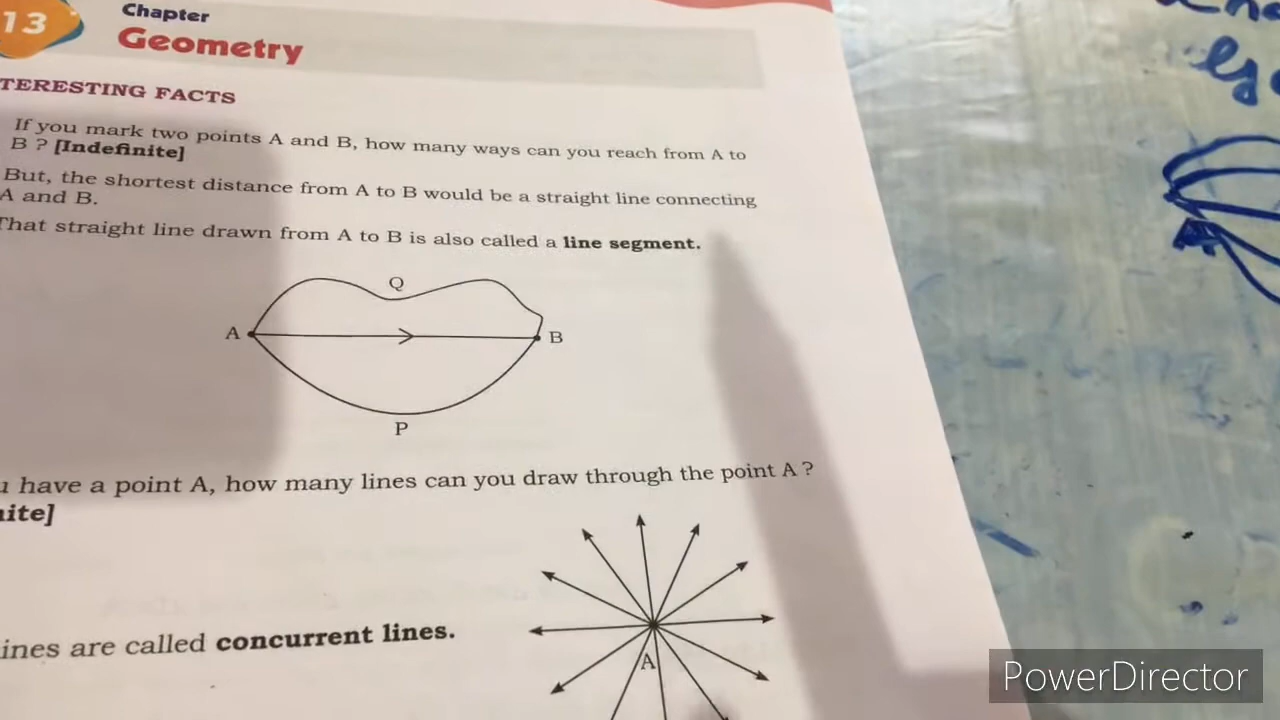 13
Chapter
Geometry
TERESTING FACTS
If you mark two points A and B, how many ways can you reach from A to
B ? [Indefinite]
But, the shortest distance from A to B would be a straight line connecting
A and B.
That straight line drawn from A to B is also called a line segment.
Q
A
B
P
have a point A, how many lines can you draw through the point A ?
nite]
ines are called concurrent lines.
A
PowerDirector